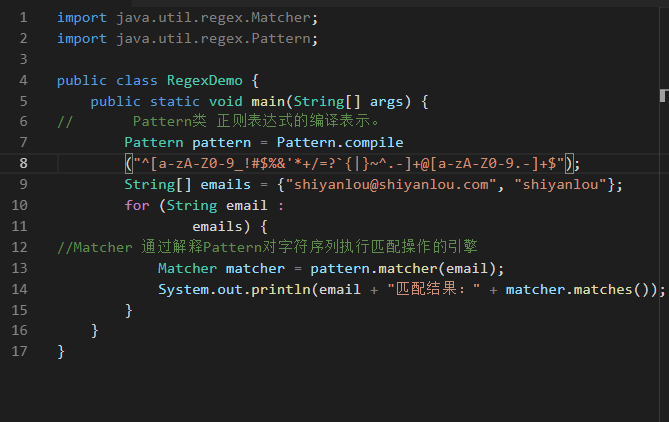 1 import java.util.regex.Matcher;
2 import java.util.regex.Pattern;
3
4 public class RegexDemo {
5     public static void main(String[] args) {
6 //       Pattern类 正则表达式的编译表示。
7         Pattern pattern = Pattern.compile
8         ("^[a-zA-Z0-9_!#$%&'*+/=?`{|}~^.-]+@[a-zA-Z0-9.-]+$");
9         String[] emails = {"shiyanlou@shiyanlou.com", "shiyanlou"};
10         for (String email :
11                 emails) {
12 //Matcher 通过解释Pattern对字符序列执行匹配操作的引擎
13             Matcher matcher = pattern.matcher(email);
14             System.out.println(email + "匹配结果：" + matcher.matches());
15         }
16     }
17 }